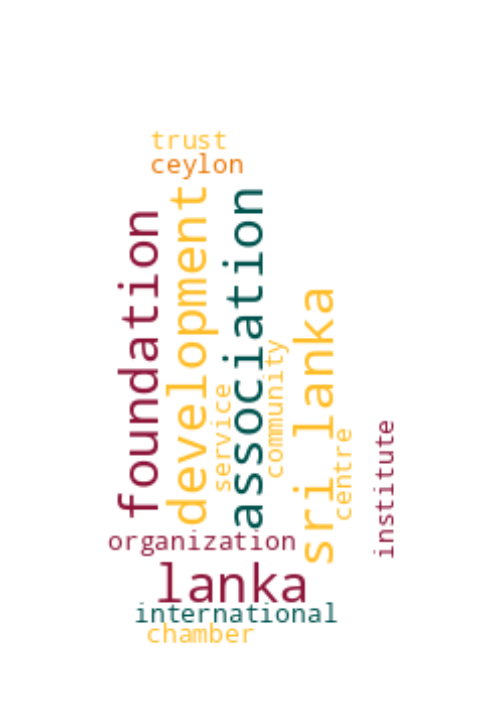 trust
ceylon
foundation
development
association
service
community
sri lanka
centre
institute
organization
lanka
international
chamber